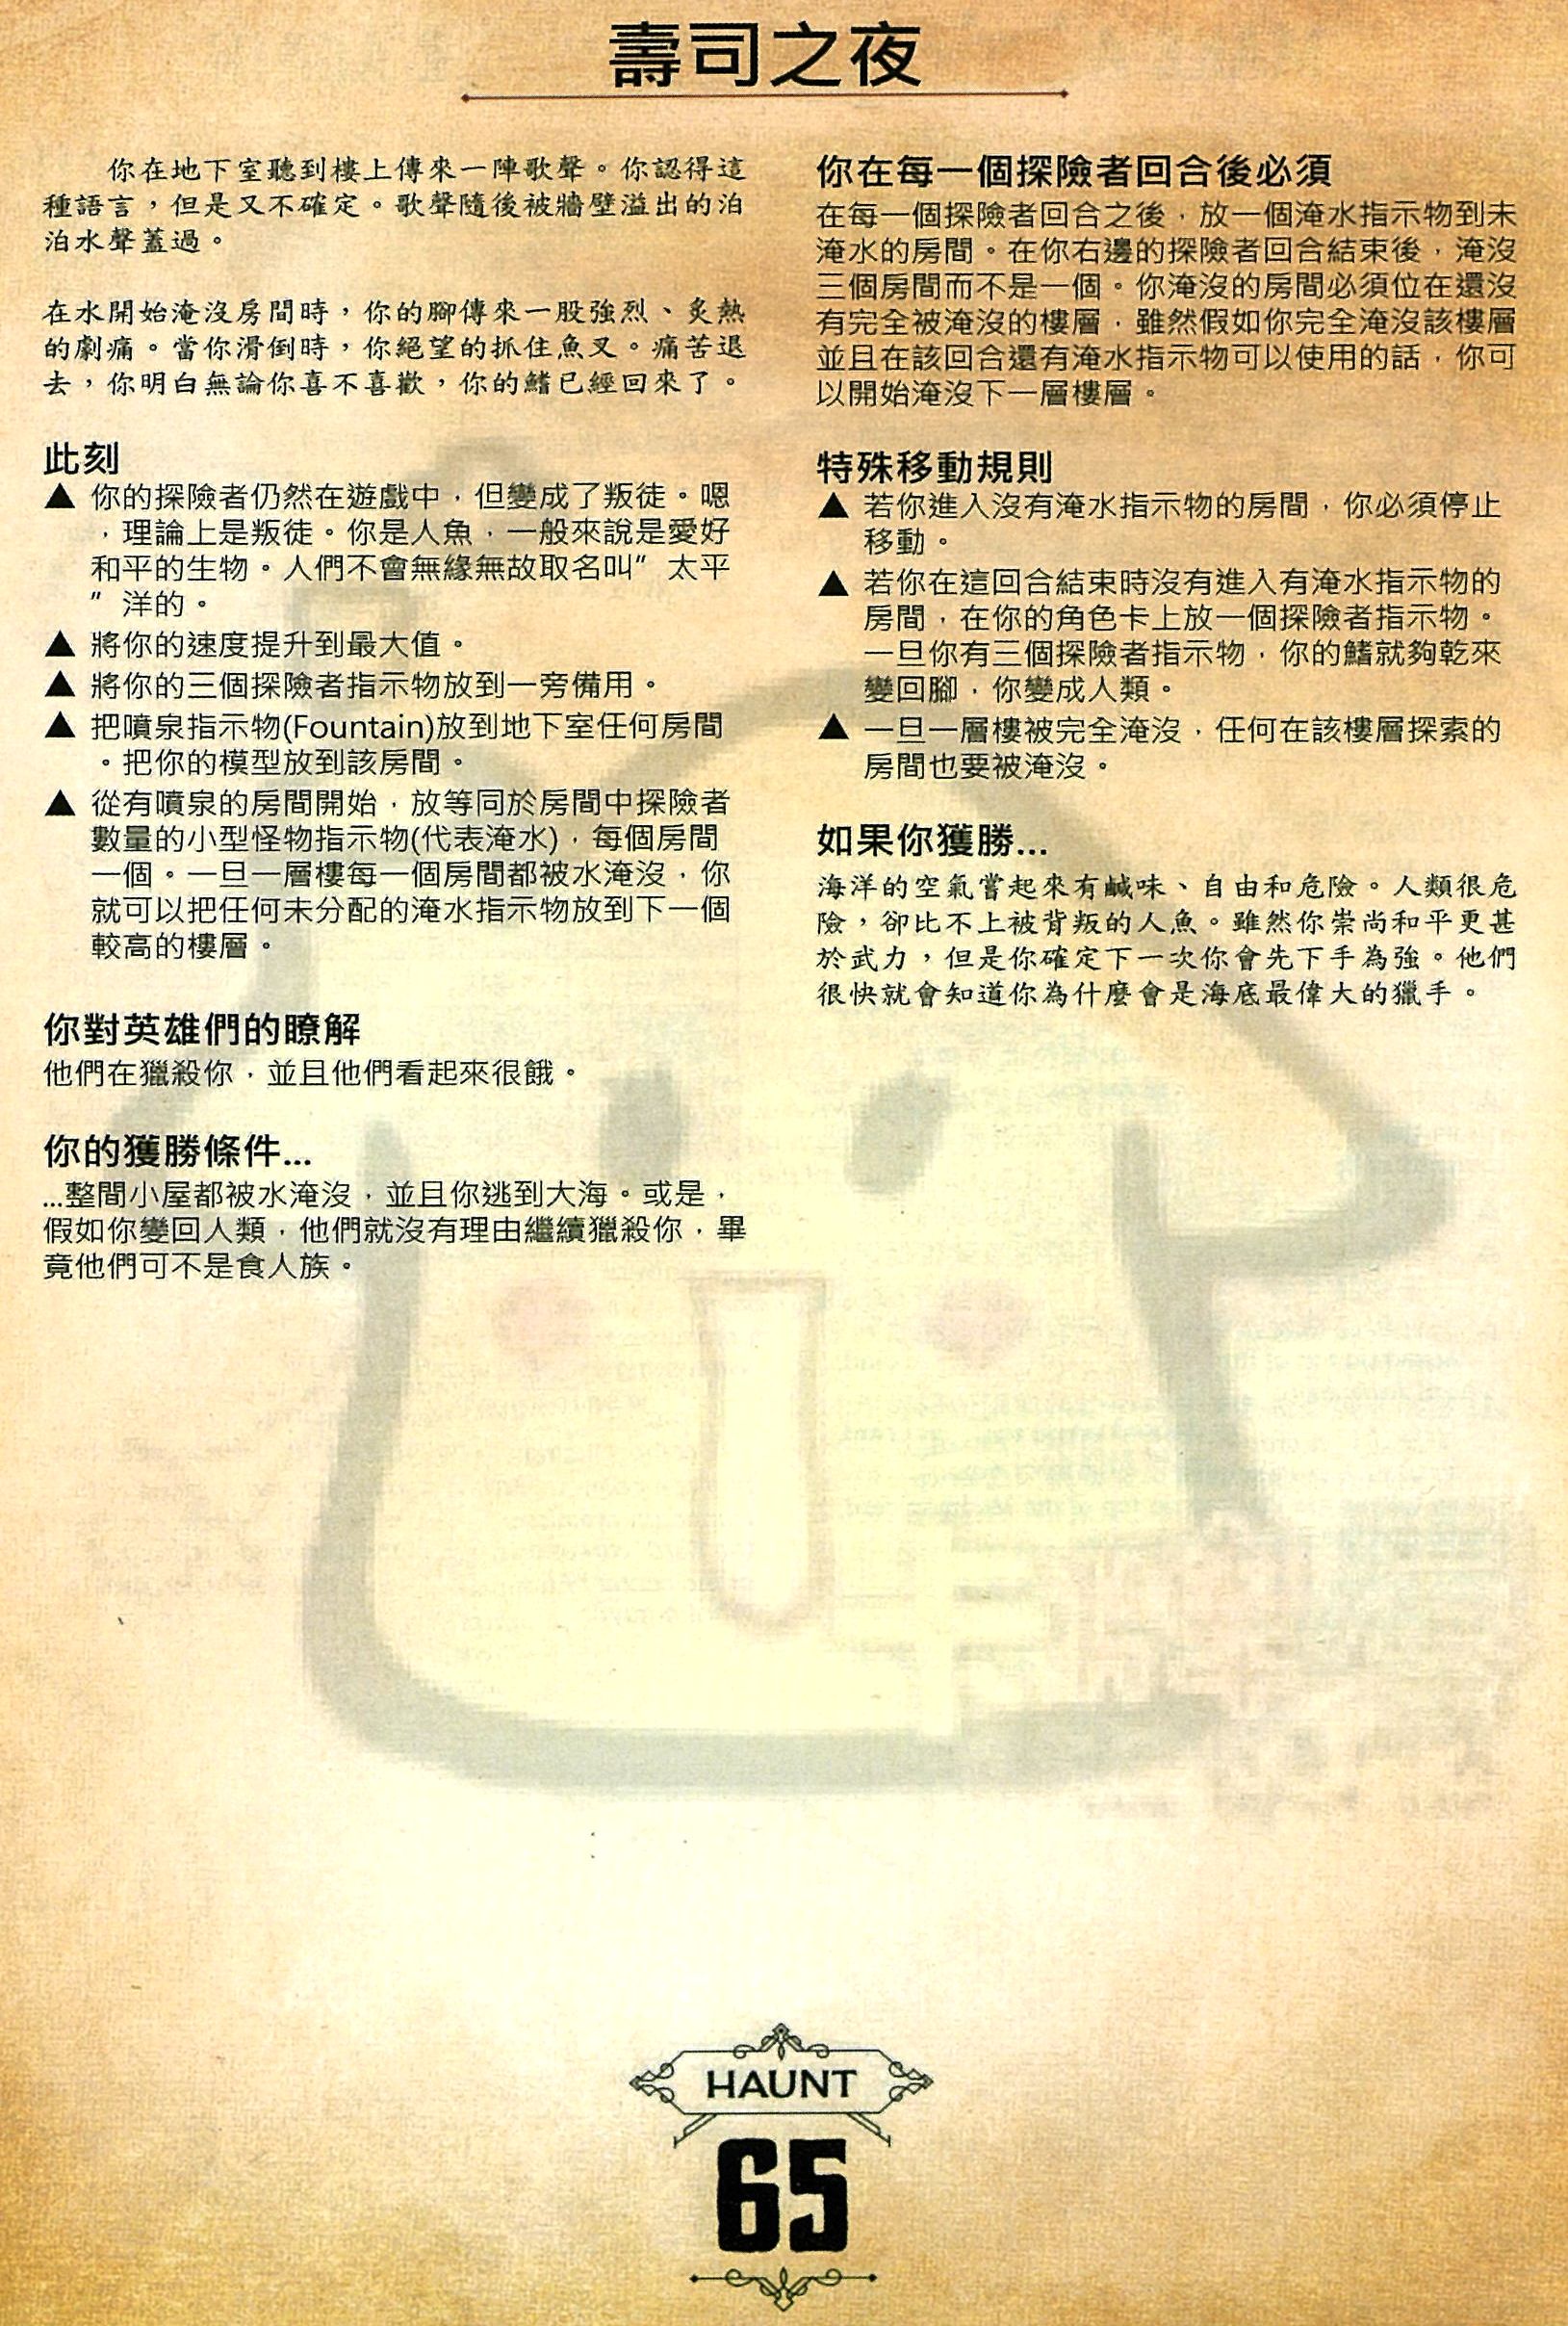 壽司之夜
你在地下室聽到樓上傳來一陣歌聲。你認得這
種語言，但是又不確定。歌聲隨後被牆壁溢出的泊
泊水聲蓋過。
在水開始淹沒房間時，你的腳傳來一股強烈、炙熱
的劇痛。當你滑倒時，你絕望的抓住魚叉。痛苦退
去，你明白無論你喜不喜歡，你的鰭已經回來了。
此刻
▲ 你的探險者仍然在遊戲中，但變成了叛徒。嗯
，理論上是叛徒。你是人魚，一般來說是愛好
和平的生物。人們不會無緣無故取名叫”太平
”洋的。
▲ 將你的速度提升到最大值。
▲ 將你的三個探險者指示物放到一旁備用。
▲ 把噴泉指示物(Fountain)放到地下室任何房間
。把你的模型放到該房間。
▲ 從有噴泉的房間開始，放等同於房間中探險者
數量的小型怪物指示物(代表淹水)，每個房間
一個。一旦一層樓每一個房間都被水淹沒，你
就可以把任何未分配的淹水指示物放到下一個
較高的樓層。
你對英雄們的瞭解
他們在獵殺你，並且他們看起來很餓。
你的獲勝條件...
...整間小屋都被水淹沒，並且你逃到大海。或是，
假如你變回人類，他們就沒有理由繼續獵殺你，畢
竟他們可不是食人族。
你在每一個探險者回合後必須
在每一個探險者回合之後，放一個淹水指示物到未
淹水的房間。在你右邊的探險者回合結束後，淹沒
三個房間而不是一個。你淹沒的房間必須位在還沒
有完全被淹沒的樓層，雖然假如你完全淹沒該樓層
並且在該回合還有淹水指示物可以使用的話，你可
以開始淹沒下一層樓層。
特殊移動規則
▲ 若你進入沒有淹水指示物的房間，你必須停止
移動。
▲ 若你在這回合結束時沒有進入有淹水指示物的
房間，在你的角色卡上放一個探險者指示物。
一旦你有三個探險者指示物，你的鰭就夠乾來
變回腳，你變成人類。
▲ 一旦一層樓被完全淹沒，任何在該樓層探索的
房間也要被淹沒。
如果你獲勝...
海洋的空氣嘗起來有鹹味、自由和危險。人類很危
險，卻比不上被背叛的人魚。雖然你崇尚和平更甚
於武力，但是你確定下一次你會先下手為強。他們
很快就會知道你為什麼會是海底最偉大的獵手。
HAUNT
65